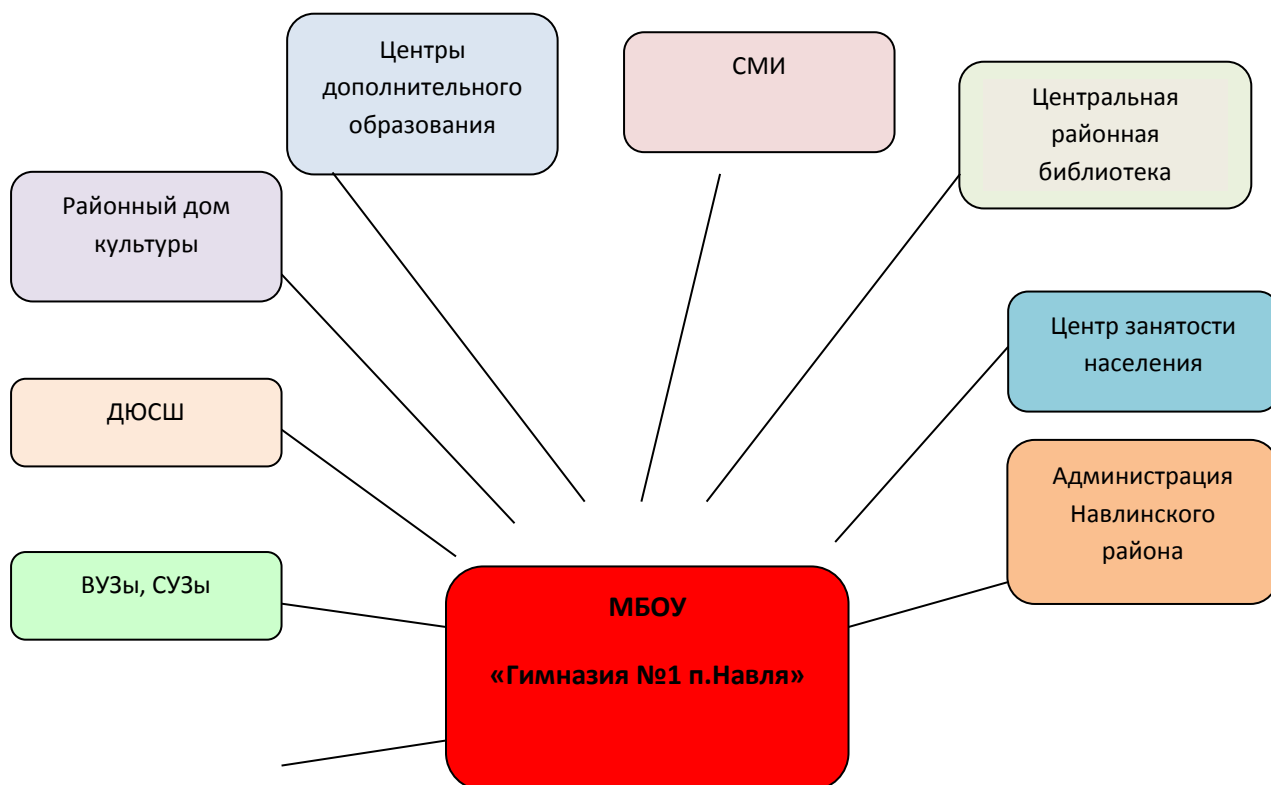 Центры
дополнительного
образования
СМИ
Центральная
районная
библиотека
Районный дом
культуры
Центр занятости
населения
ДЮСШ
Администрация
Навлинского
района
ВУЗы, СУЗы
МБОУ
«Гимназия №1 п.Навля»